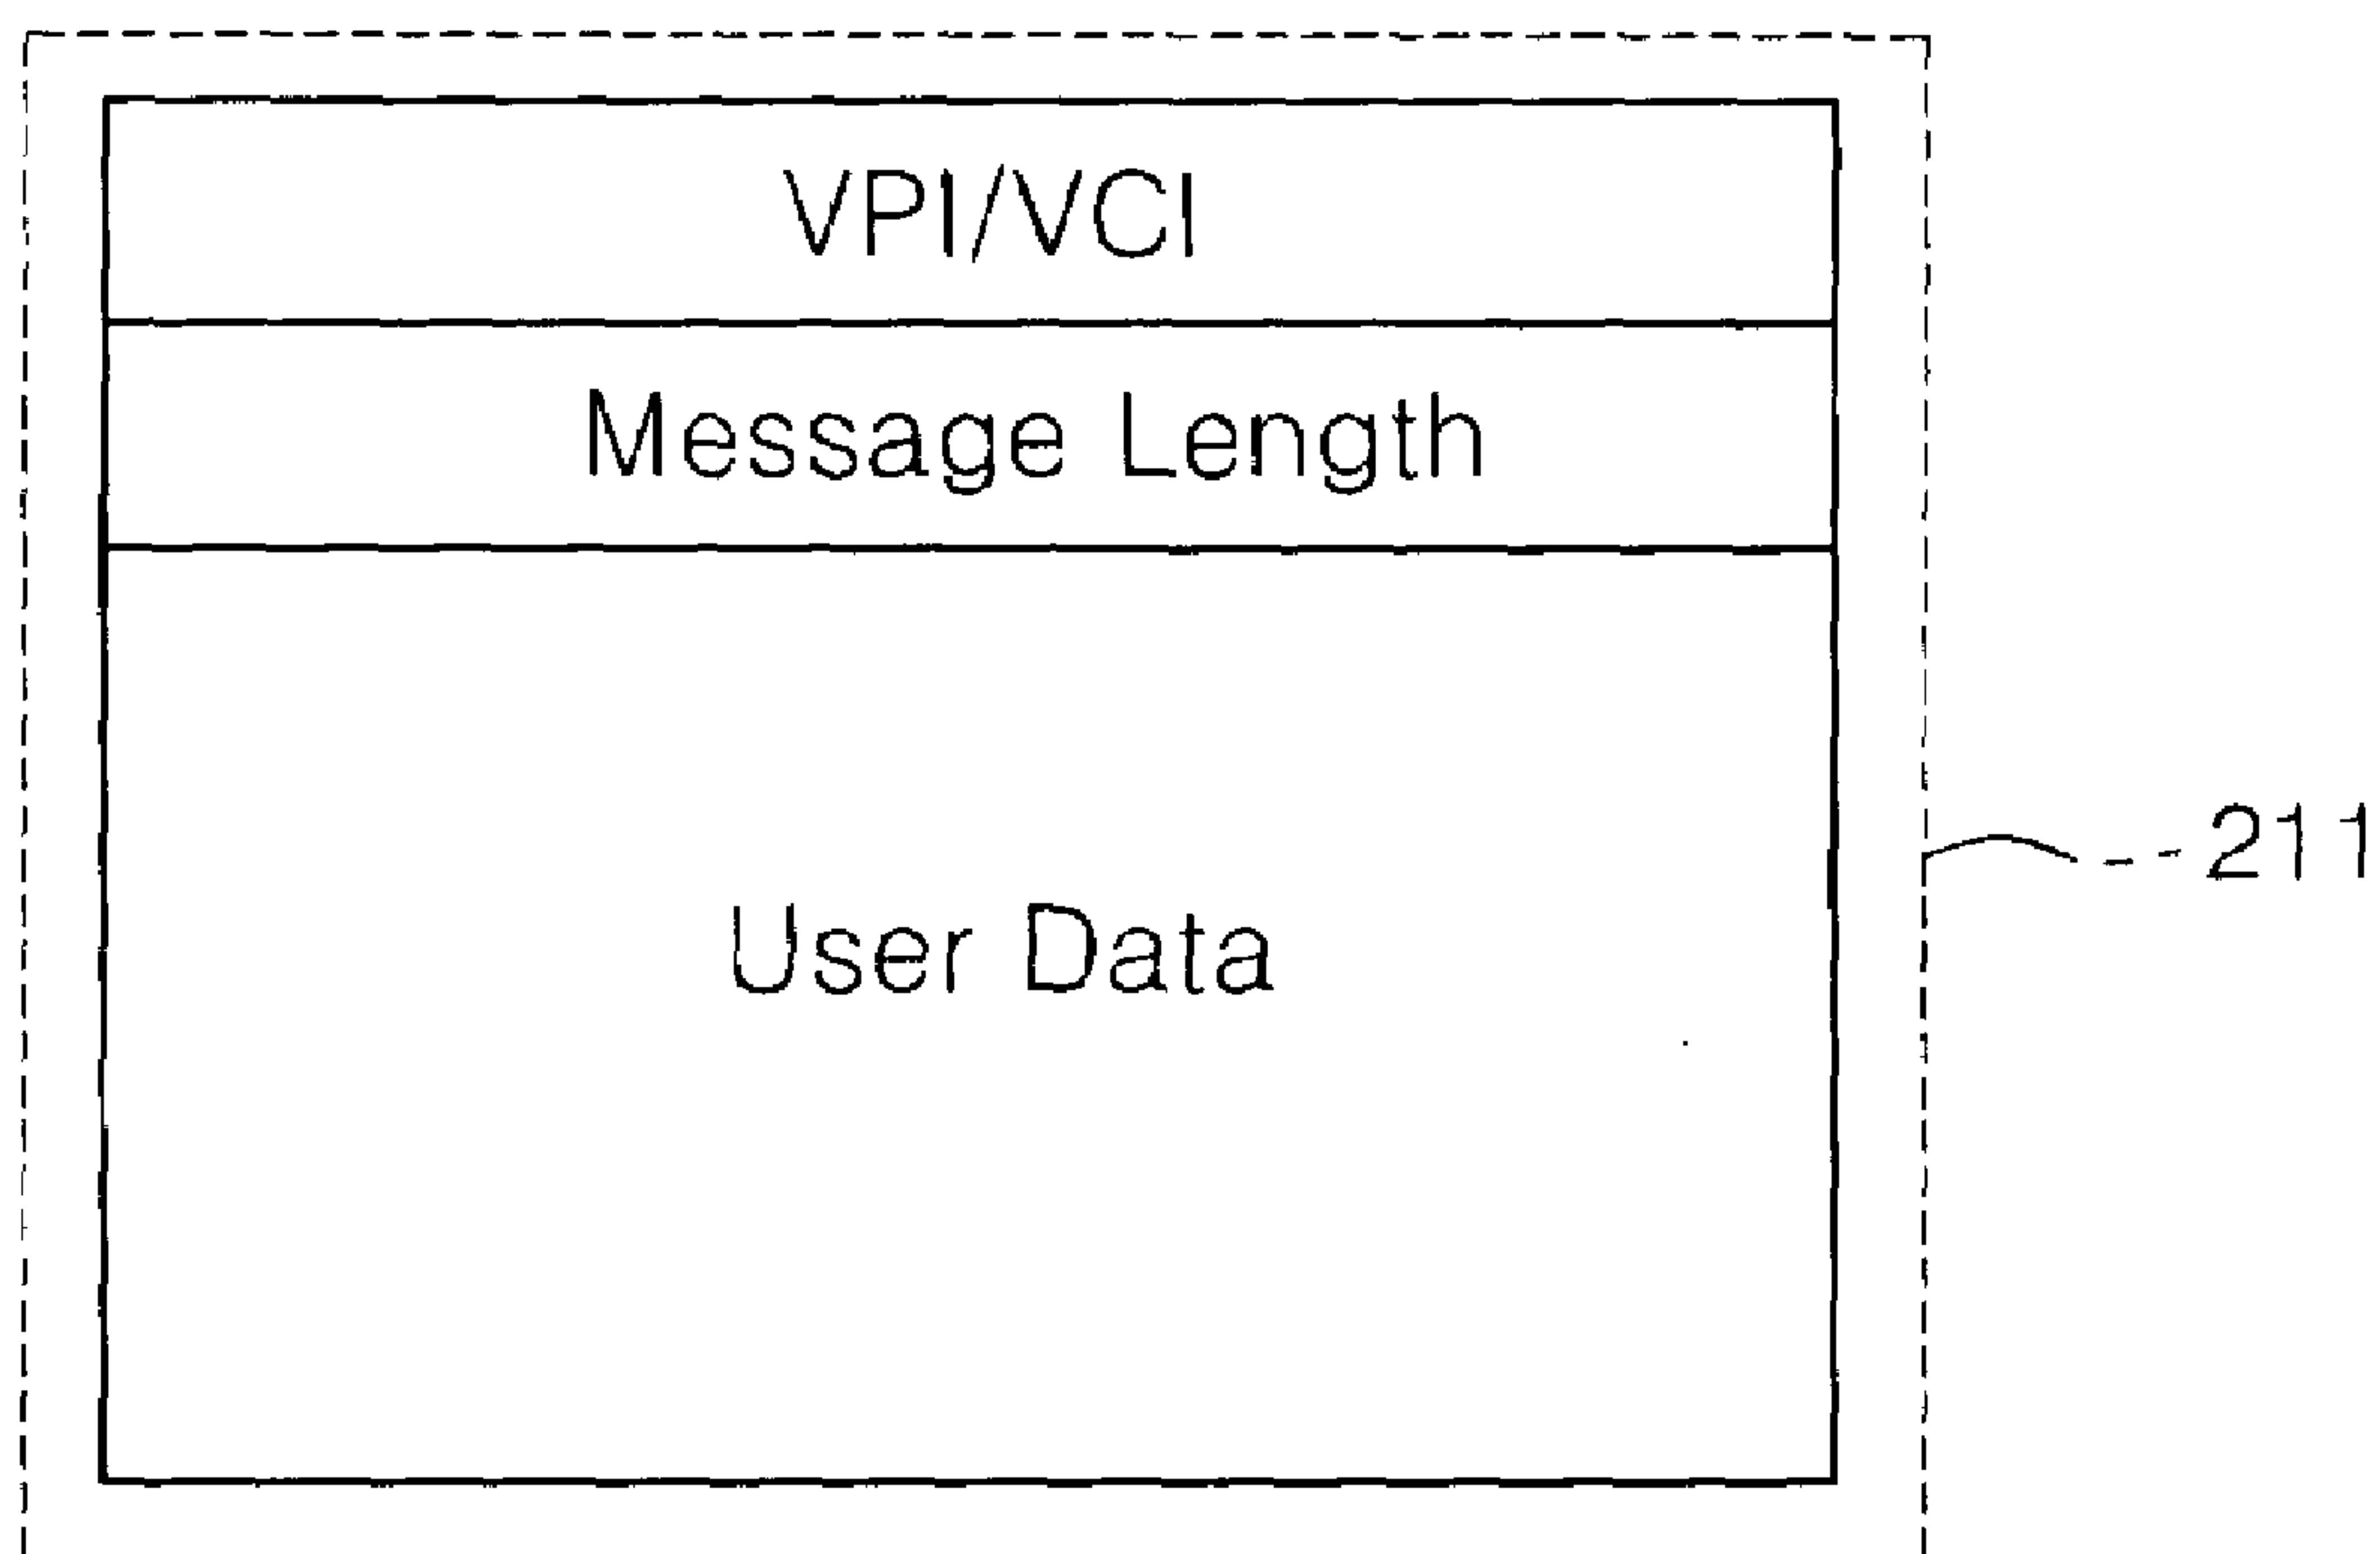 VPI/VCI
Message Length
User Data
211